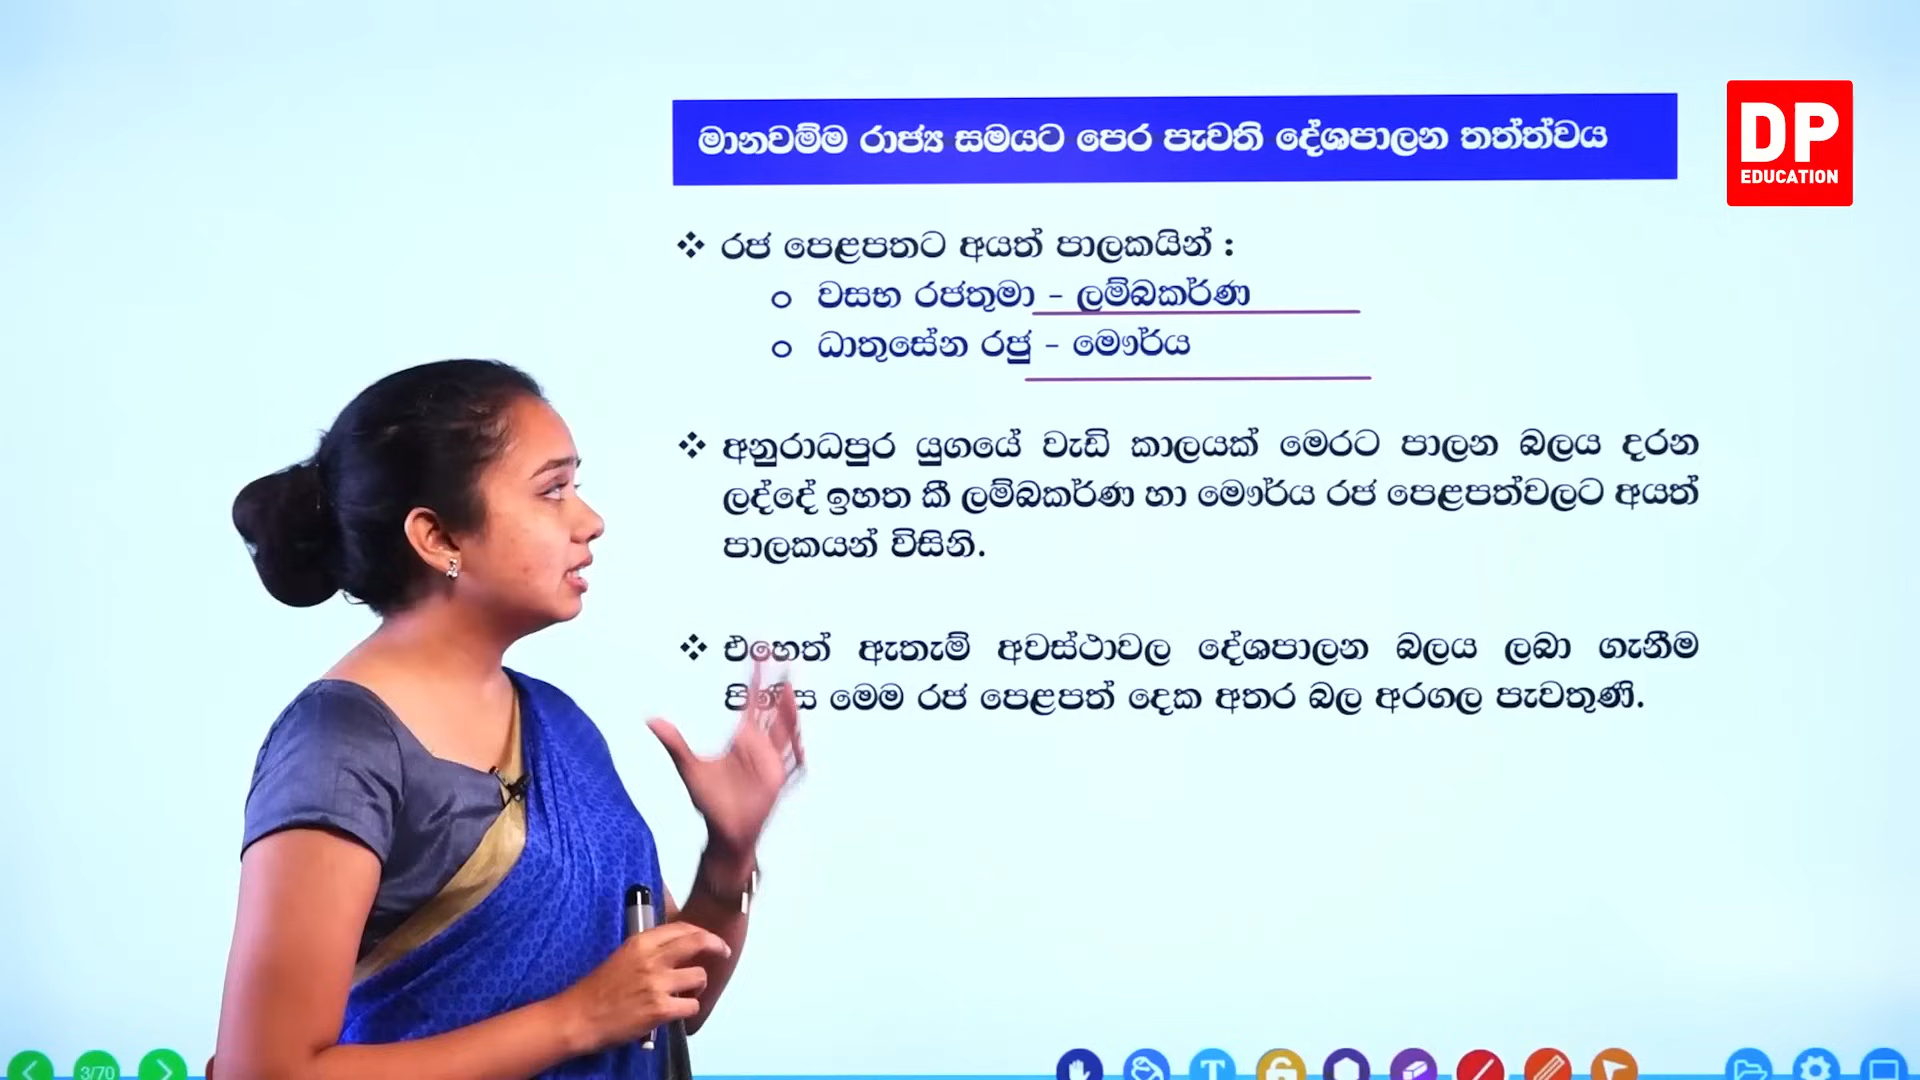 මානවම්ම රාජ්‍ය සමයට පෙර පැවති දේශපාලන තත්ත්වය
DP
EDUCATION
❖ රජ පෙළපතට අයත් පාලකයින් :
o වසභ රජතුමා - ලම්බකර්ණ
o ධාතුසේන රජු - මෞර්ය
❖ අනුරාධපුර යුගයේ වැඩි කාලයක් මෙරට පාලන බලය දරන
ලද්දේ ඉහත කී ලම්බකර්ණ හා මෞර්ය රජ පෙළපත්වලට අයත්
පාලකයන් විසිනි.
❖ එහෙත් ඇතැම් අවස්ථාවල දේශපාලන බලය ලබා ගැනීම
පිණිස මෙම රජ පෙළපත් දෙක අතර බල අරගල පැවතුණි.
3/70